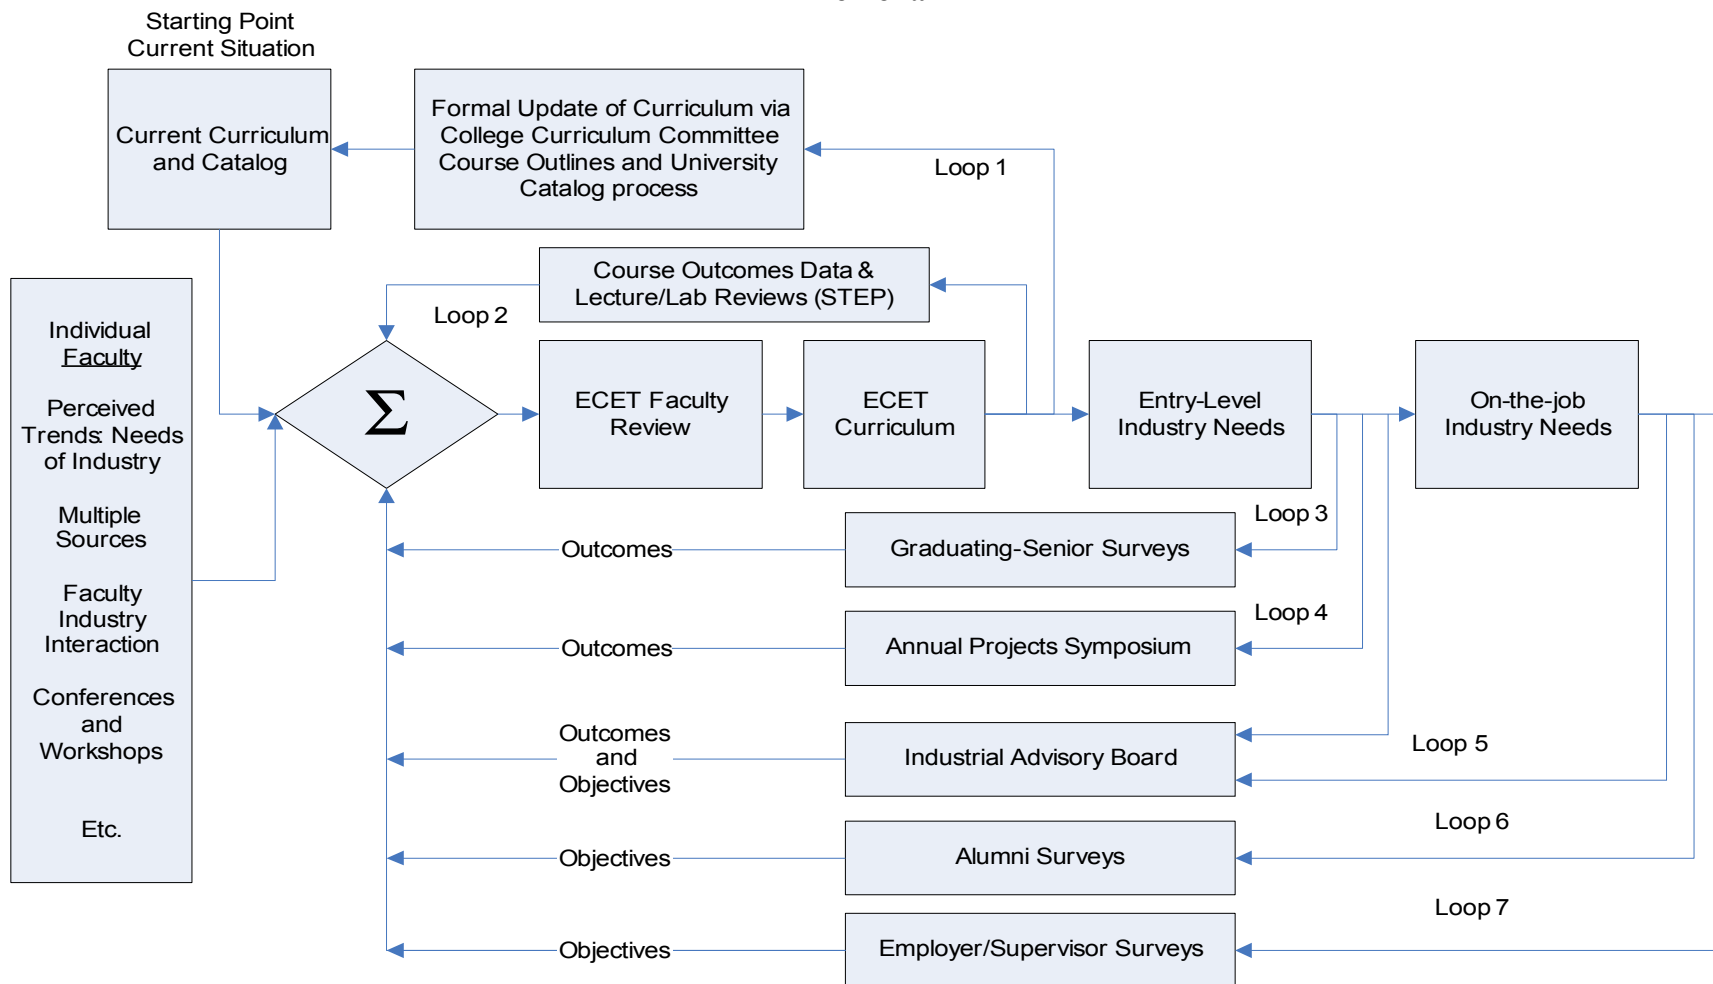 Starting Point
Current Situation
Current Curriculum
and Catalog
Formal Update of Curriculum via
College Curriculum Committee
Course Outlines and University
Catalog process
Loop 1
Course Outcomes Data &
Lecture/Lab Reviews (STEP)
Loop 2
Individual
Faculty
Perceived
Trends: Needs
of Industry
Multiple
Sources
Faculty
Industry
Interaction
Conferences
and
Workshops
Etc.
Σ
ECET Faculty
Review
ECET
Curriculum
Entry-Level
Industry Needs
On-the-job
Industry Needs
Loop 3
Outcomes
Graduating-Senior Surveys
Loop 4
Outcomes
Annual Projects Symposium
Outcomes
and
Objectives
Industrial Advisory Board
Loop 5
Loop 6
Objectives
Alumni Surveys
Loop 7
Objectives
Employer/Supervisor Surveys